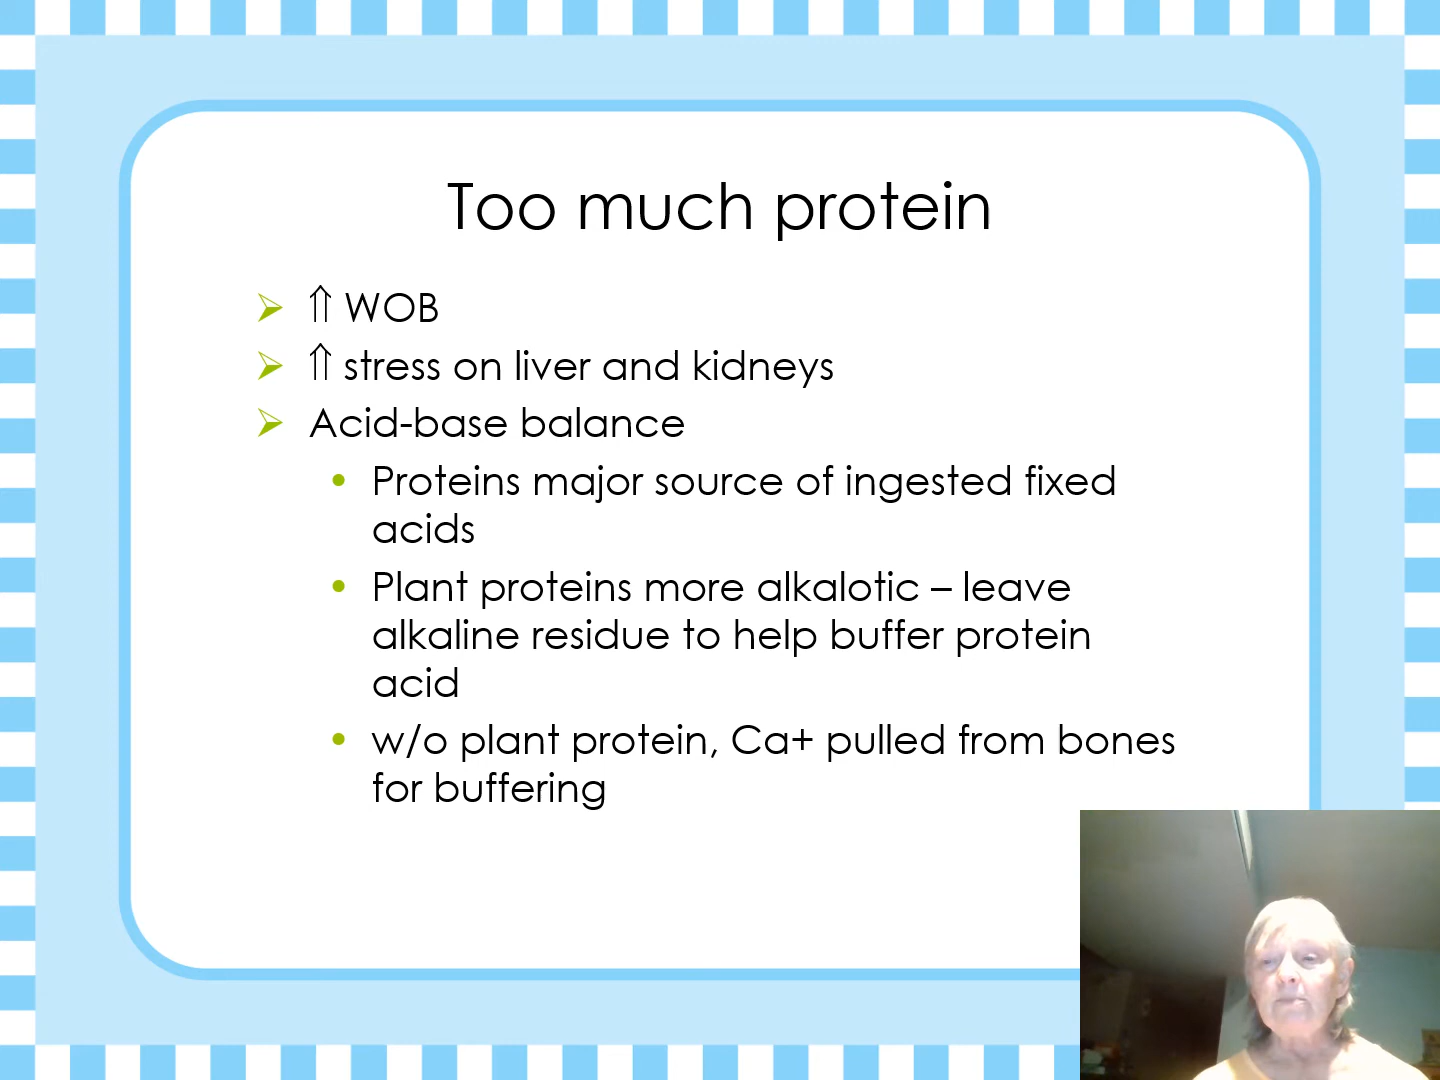 Too much protein
⇑ WOB
⇑ stress on liver and kidneys
Acid-base balance
Proteins major source of ingested fixed
acids
Plant proteins more alkalotic – leave
alkaline residue to help buffer protein
acid
w/o plant protein, Ca+ pulled from bones
for buffering